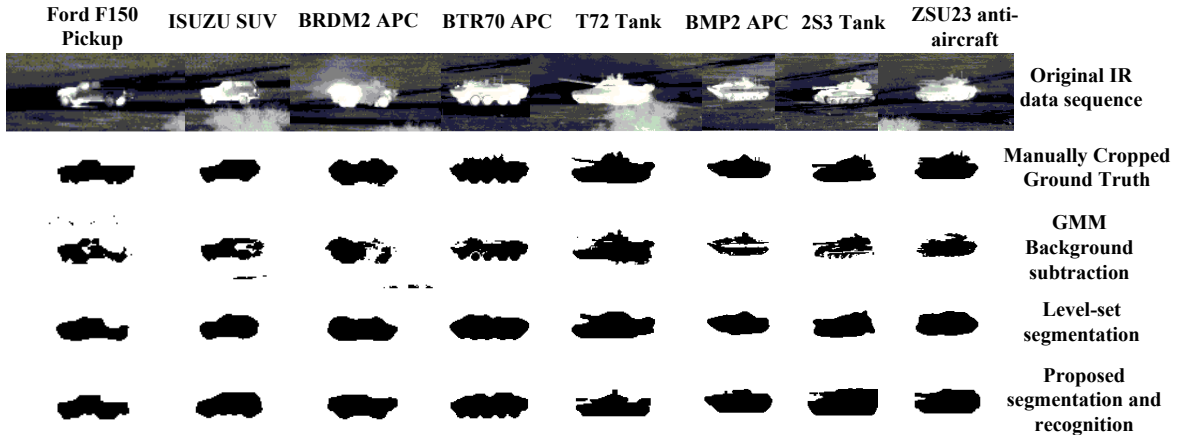 Ford F150
Pickup
ISUZU SUV
BRDM2 APC
BTR70 APC
T72 Tank
BMP2 APC
2S3 Tank
ZSU23 anti-
aircraft
Original IR
data sequence
Manually Cropped
Ground Truth
GMM
Background
subtraction
Level-set
segmentation
Proposed
segmentation and
recognition